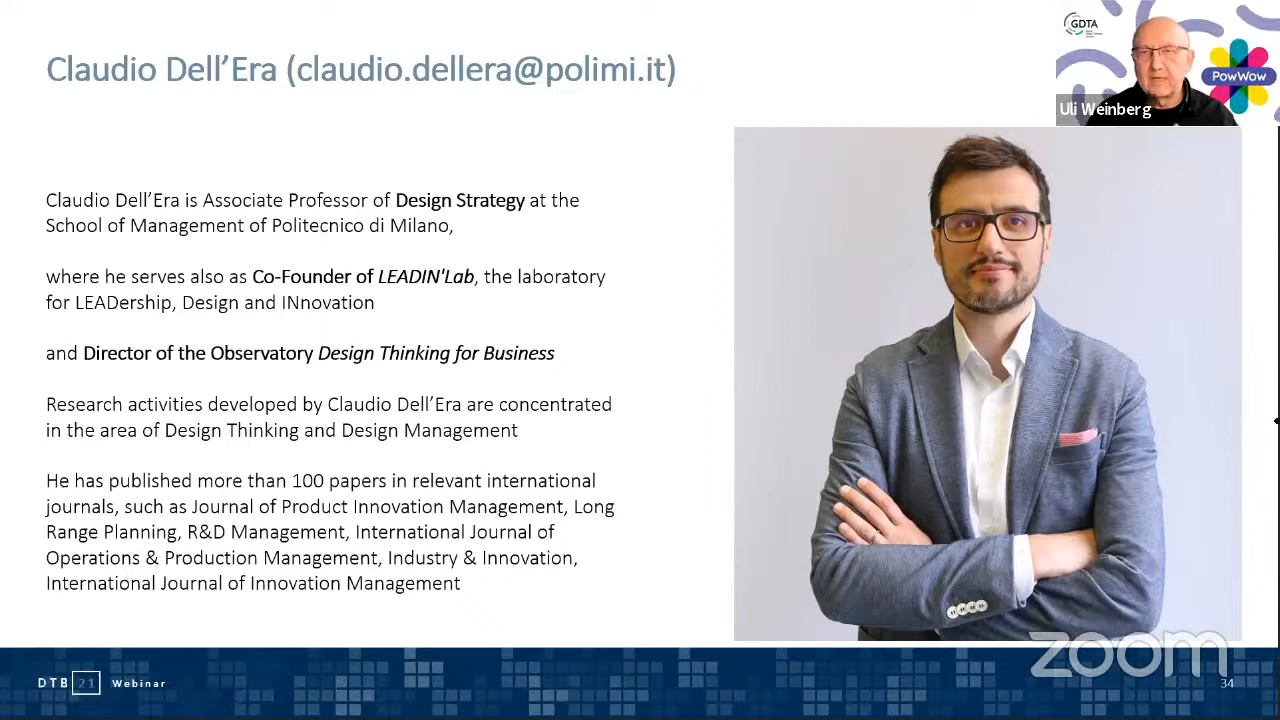 Claudio Dell’Era (claudio.dellera@polimi.it)
GDTA
PowWow
Uli Weinberg
Claudio Dell’Era is Associate Professor of Design Strategy at the
School of Management of Politecnico di Milano,
where he serves also as Co-Founder of LEADIN'Lab, the laboratory
for LEADership, Design and INnovation
and Director of the Observatory Design Thinking for Business
Research activities developed by Claudio Dell’Era are concentrated
in the area of Design Thinking and Design Management
He has published more than 100 papers in relevant international
journals, such as Journal of Product Innovation Management, Long
Range Planning, R&D Management, International Journal of
Operations & Production Management, Industry & Innovation,
International Journal of Innovation Management
zoom
DTB 21 Webinar
34